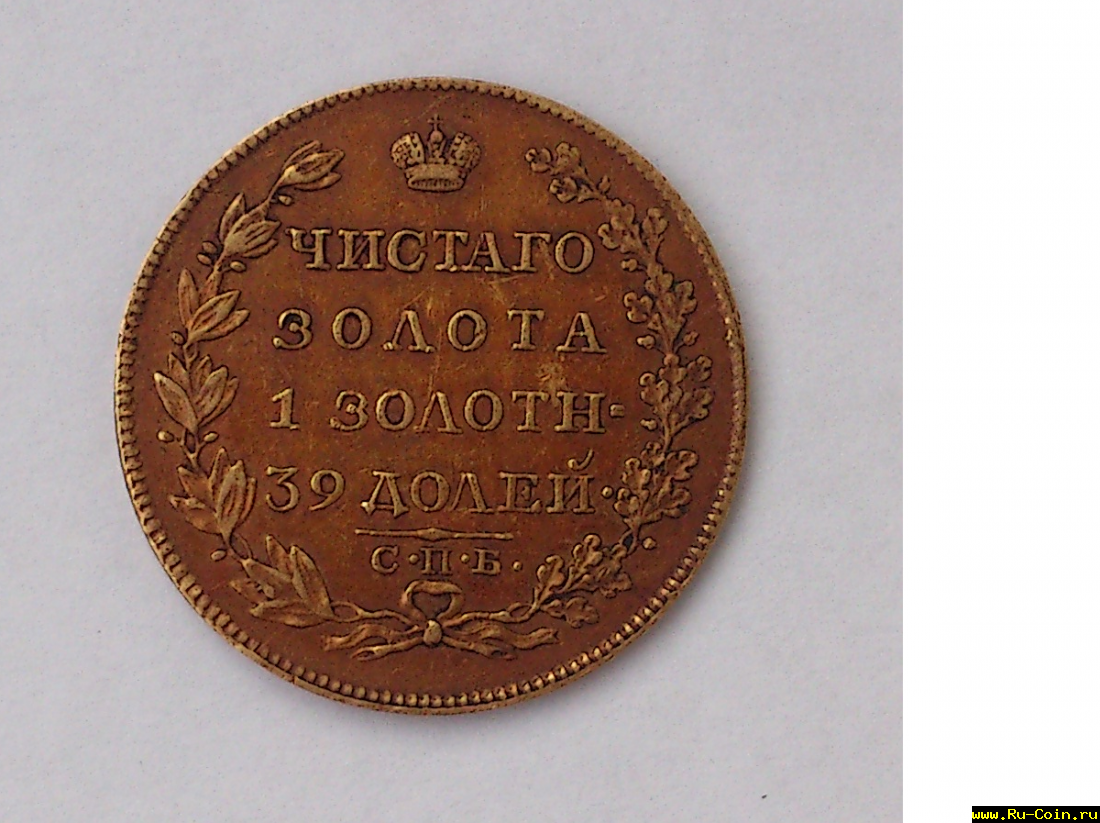 ЧИСТАГО
ЗОЛОТА
1 ЗОЛОТН=
39 ДОЛЕЙ·
С·П·Б.
www.Ru-Coin.ru